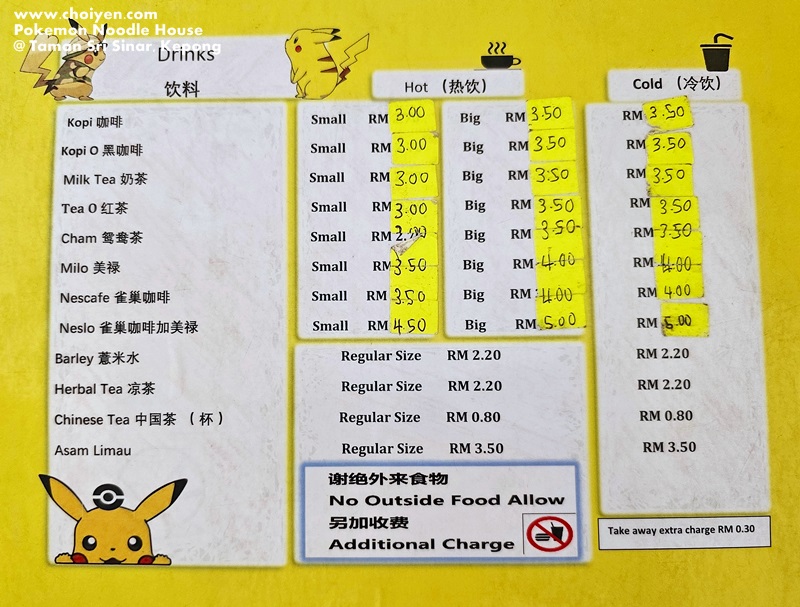 www.choiyen.com
Pokemon Noodle House
@ Taman Sri Sinar, Kepong
Drinks
饮料
Hot (热饮)
Cold (冷饮)
Kopi 咖啡 Small RM 3.00 Big RM 3.50 RM 3.50
Kopi O 黑咖啡 Small RM 3.00 Big RM 3.50 RM 3.50
Milk Tea 奶茶 Small RM 3.00 Big RM 3.50 RM 3.50
Tea O 红茶 Small RM 3.00 Big RM 3.50 RM 3.50
Cham 鸳鸯茶 Small RM Big RM 3.50 RM 3.50
Milo 美禄 Small RM 3.50 Big RM 4.00 RM 4.00
Nescafe 雀巢咖啡 Small RM 3.50 Big RM 4.00 RM 4.00
Neslo 雀巢咖啡加美禄 Small RM 4.50 Big RM 5.00 RM 5.00
Barley 薏米水 Regular Size RM 2.20 RM 2.20
Herbal Tea 凉茶 Regular Size RM 2.20 RM 2.20
Chinese Tea 中国茶 (杯) Regular Size RM 0.80 RM 0.80
Asam Limau Regular Size RM 3.50 RM 3.50
谢绝外来食物
No Outside Food Allow
另加收费
Additional Charge
Take away extra charge RM 0.30